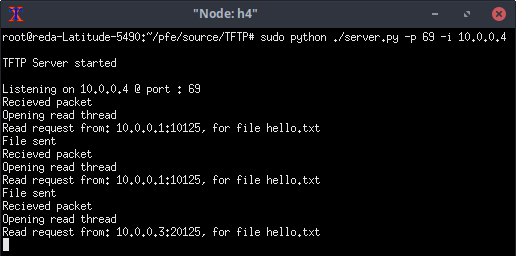 "Node: h4"
root@reda-Latitude-5490:~/pfe/source/TFTP# sudo python ./server.py -p 69 -i 10.0.0.4
TFTP Server started
Listening on 10.0.0.4 @ port : 69
Recieved packet
Opening read thread
Read request from: 10.0.0.1:10125, for file hello.txt
File sent
Recieved packet
Opening read thread
Read request from: 10.0.0.1:10125, for file hello.txt
File sent
Recieved packet
Opening read thread
Read request from: 10.0.0.3:20125, for file hello.txt